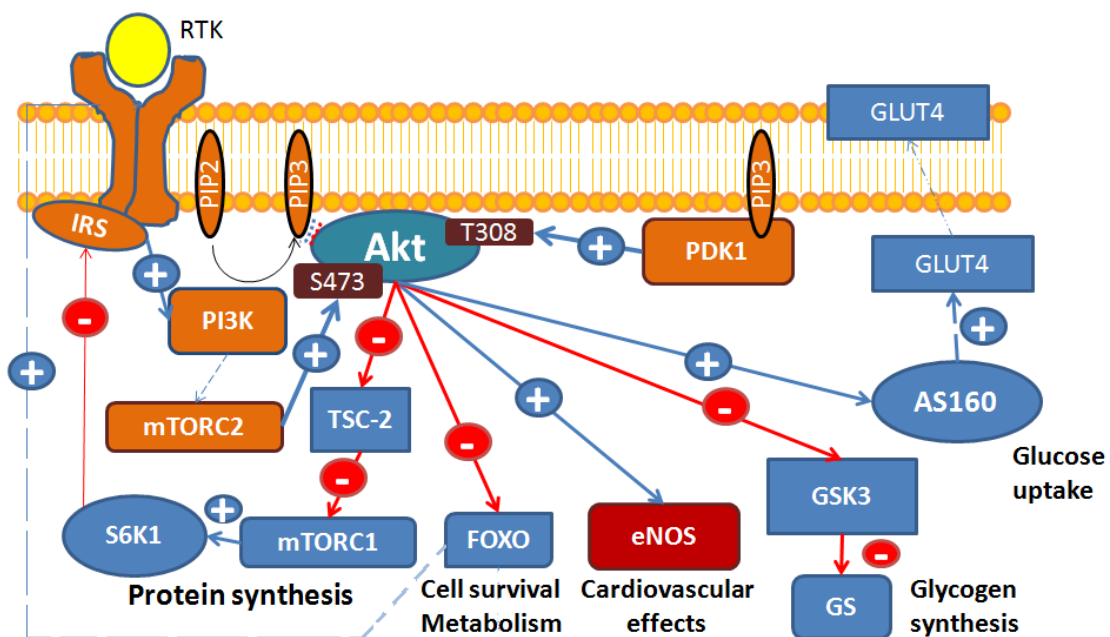 RTK
GLUT4
PIP2
PIP3
PIP3
IRS
Akt
T308
+
PDK1
GLUT4
+
S473
-
PI3K
+
-
+
+
+
+
AS160
mTORC2
TSC-2
-
-
Glucose
uptake
-
GSK3
S6K1
+
mTORC1
FOXO
eNOS
-
Protein synthesis
Cell survival
Metabolism
Cardiovascular
effects
GS
Glycogen
synthesis